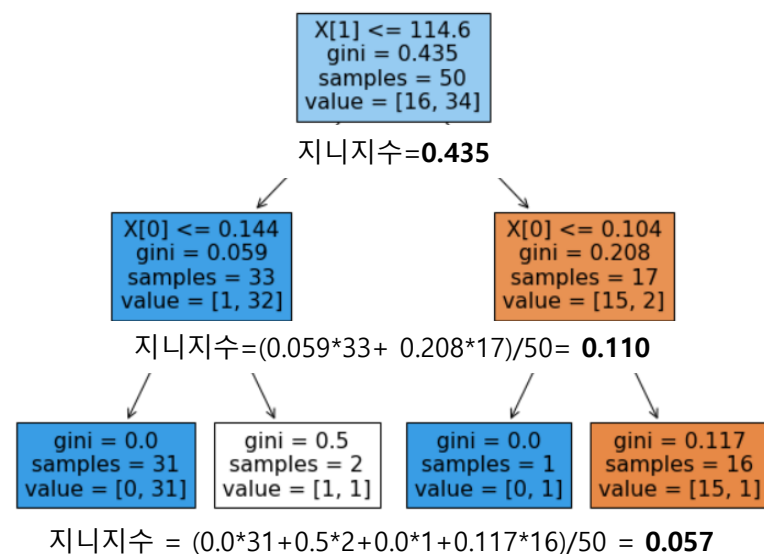 X[1] <= 114.6
gini = 0.435
samples = 50
value = [16, 34]
지니지수=0.435
X[0] <= 0.144
gini = 0.059
samples = 33
value = [1, 32]
X[0] <= 0.104
gini = 0.208
samples = 17
value = [15, 2]
지니지수=(0.059*33+ 0.208*17)/50= 0.110
gini = 0.0
samples = 31
value = [0, 31]
gini = 0.5
samples = 2
value = [1, 1]
gini = 0.0
samples = 1
value = [0, 1]
gini = 0.117
samples = 16
value = [15, 1]
지니지수 = (0.0*31+0.5*2+0.0*1+0.117*16)/50 = 0.057